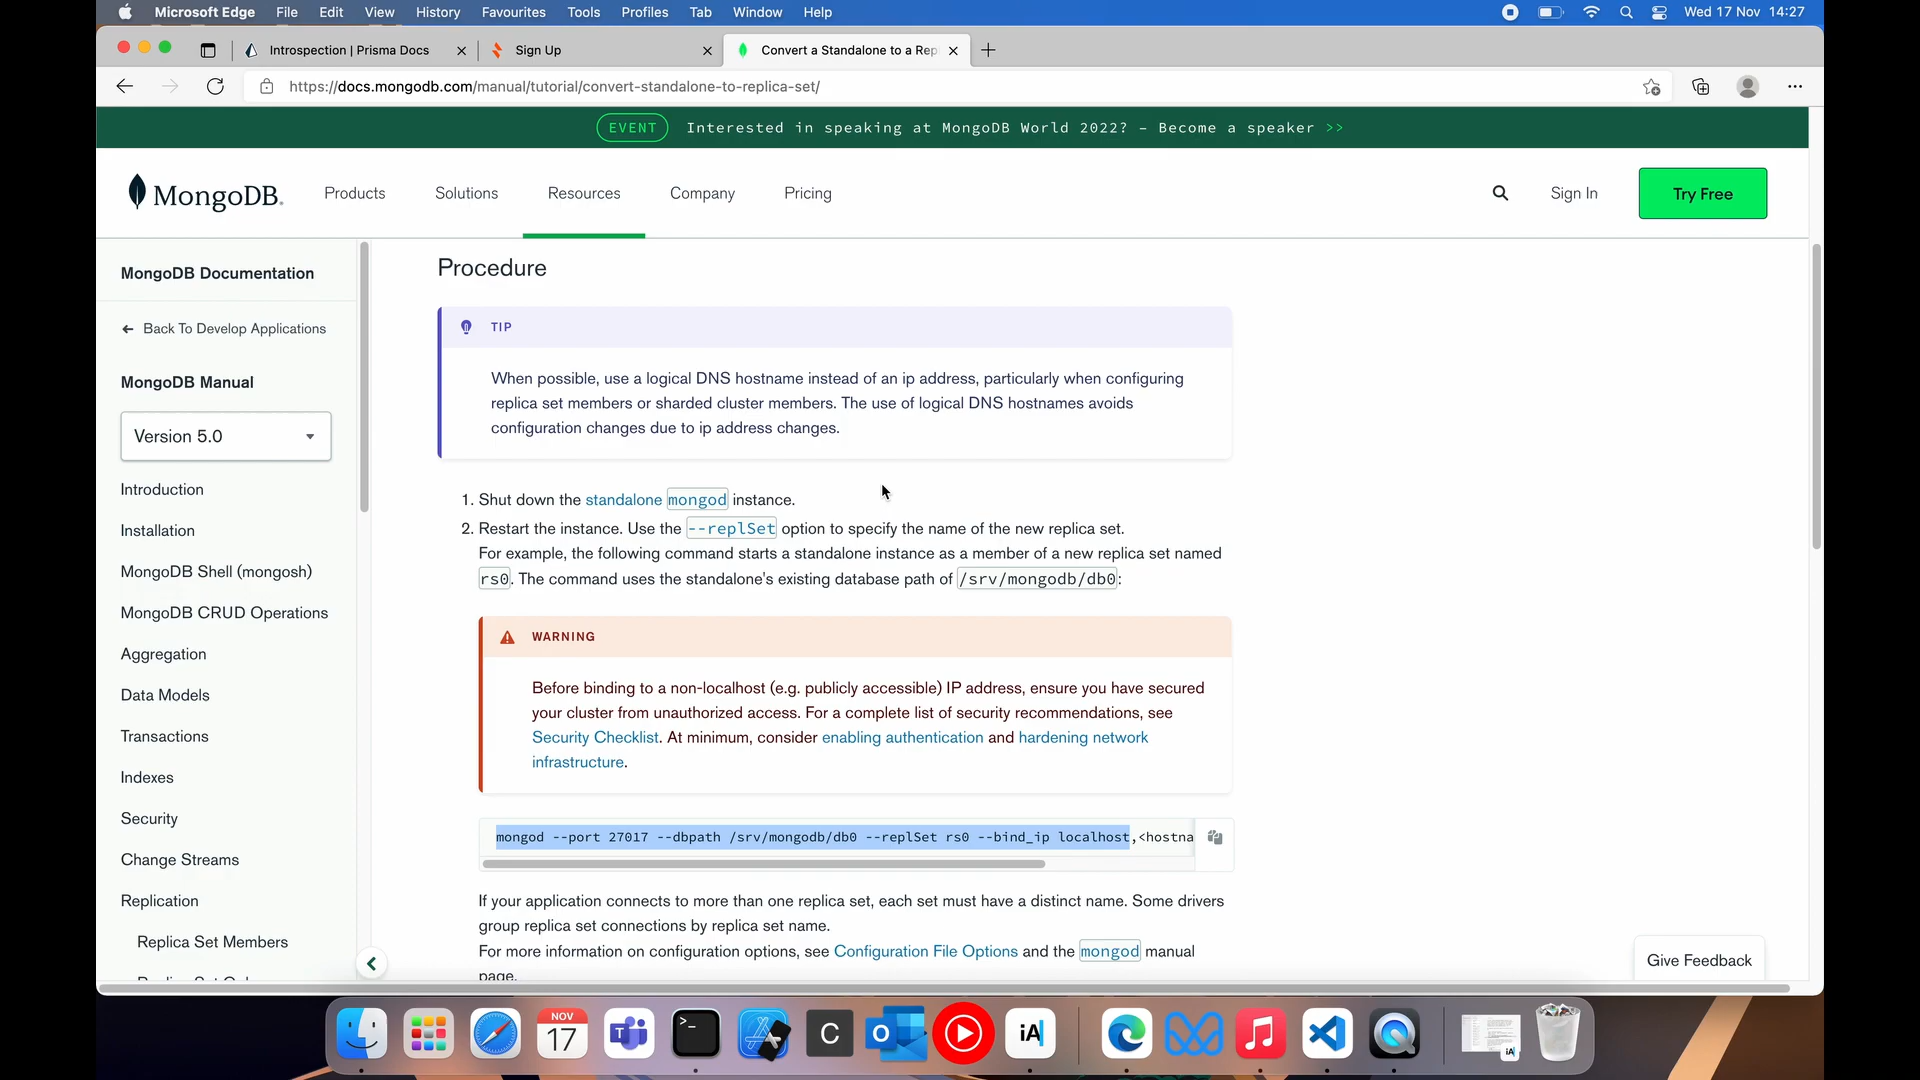 Microsoft Edge File Edit View History Favourites Tools Profiles Tab Window Help
Wed 17 Nov 14:27
Introspection | Prisma Docs
Sign Up
Convert a Standalone to a Rep
https://docs.mongodb.com/manual/tutorial/convert-standalone-to-replica-set/
EVENT Interested in speaking at MongoDB World 2022? – Become a speaker >>
MongoDB. Products Solutions Resources Company Pricing
Sign In
Try Free
MongoDB Documentation
Back To Develop Applications
MongoDB Manual
Version 5.0
Introduction
Installation
MongoDB Shell (mongosh)
MongoDB CRUD Operations
Aggregation
Data Models
Transactions
Indexes
Security
Change Streams
Replication
Replica Set Members
Procedure
TIP
When possible, use a logical DNS hostname instead of an ip address, particularly when configuring
replica set members or sharded cluster members. The use of logical DNS hostnames avoids
configuration changes due to ip address changes.
1. Shut down the standalone mongod instance.
2. Restart the instance. Use the --replSet option to specify the name of the new replica set.
For example, the following command starts a standalone instance as a member of a new replica set named
rs0. The command uses the standalone's existing database path of /srv/mongodb/db0:
WARNING
Before binding to a non-localhost (e.g. publicly accessible) IP address, ensure you have secured
your cluster from unauthorized access. For a complete list of security recommendations, see
Security Checklist. At minimum, consider enabling authentication and hardening network
infrastructure.
mongod --port 27017 --dbpath /srv/mongodb/db0 --replSet rs0 --bind_ip localhost,<hostna
If your application connects to more than one replica set, each set must have a distinct name. Some drivers
group replica set connections by replica set name.
For more information on configuration options, see Configuration File Options and the mongod manual
page.
Give Feedback
NOV
17
C
iA